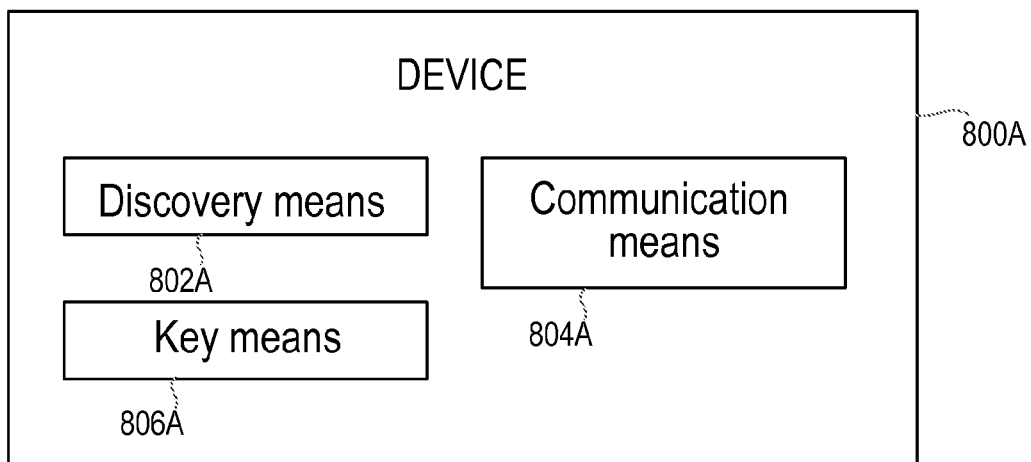 DEVICE
800A
Discovery means
802A
Communication
means
804A
Key means
806A